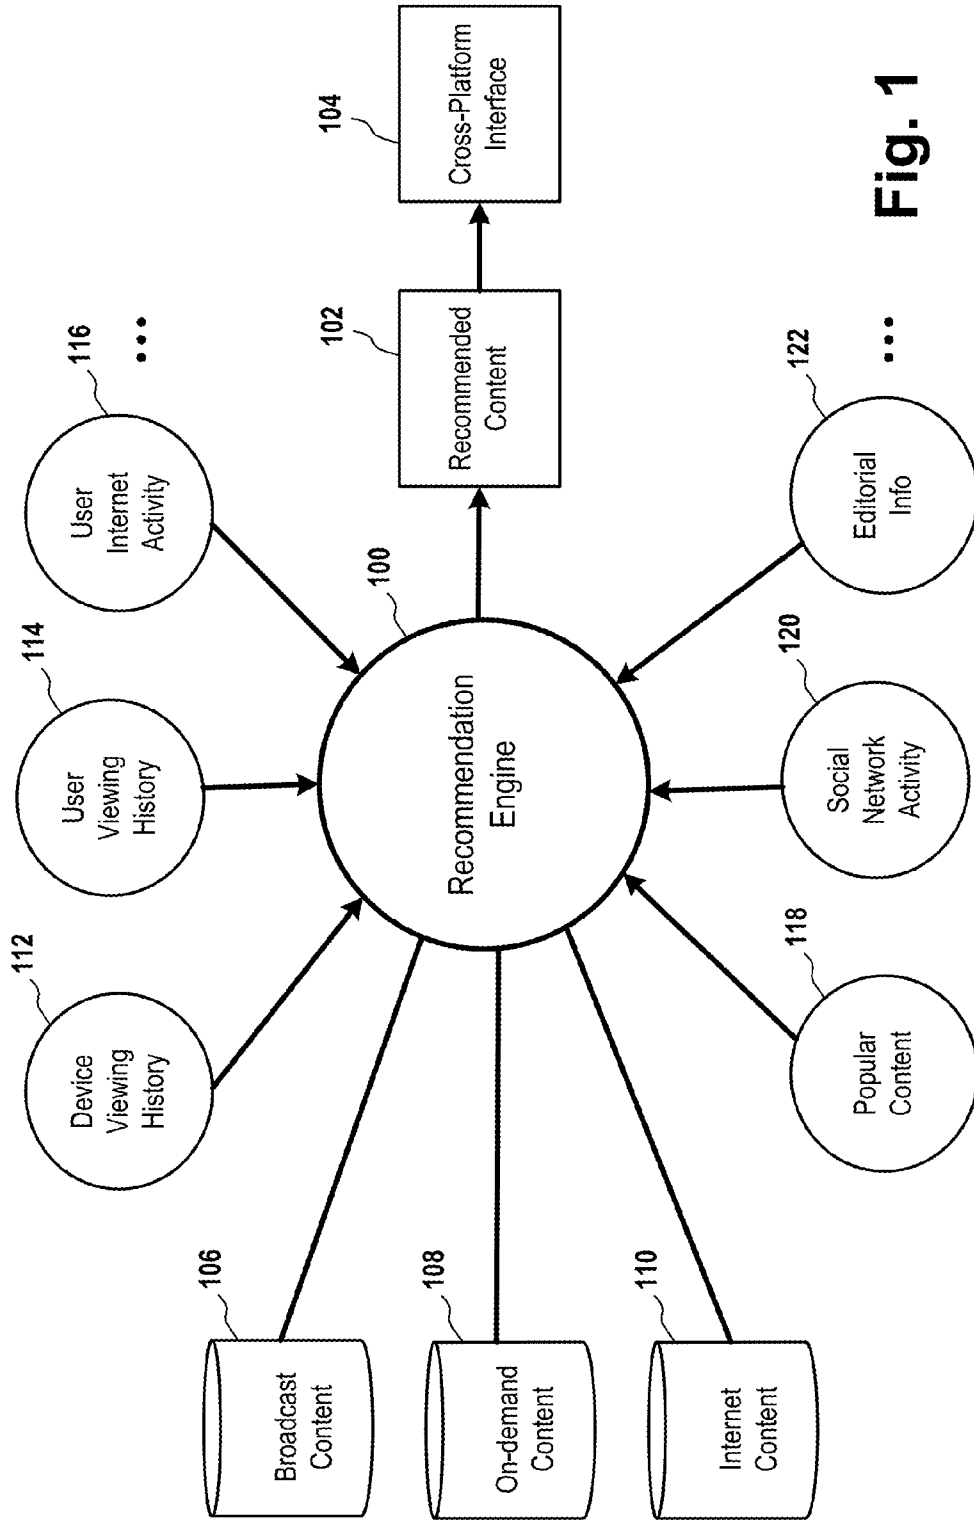 112
Device
Viewing
History
114
User
Viewing
History
116
User
Internet
Activity
...
106
Broadcast
Content
108
On-demand
Content
110
Internet
Content
100
Recommendation
Engine
102
Recommended
Content
104
Cross-Platform
Interface
118
Popular
Content
120
Social
Network
Activity
122
Editorial
Info
...
Fig. 1